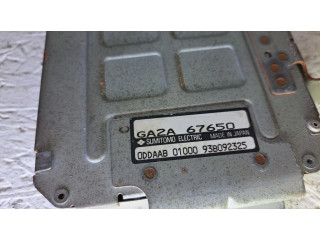 GA2A 67650
SUMITOMO ELECTRIC MADE IN JAPAN
ODDAAB 01000 93B092325